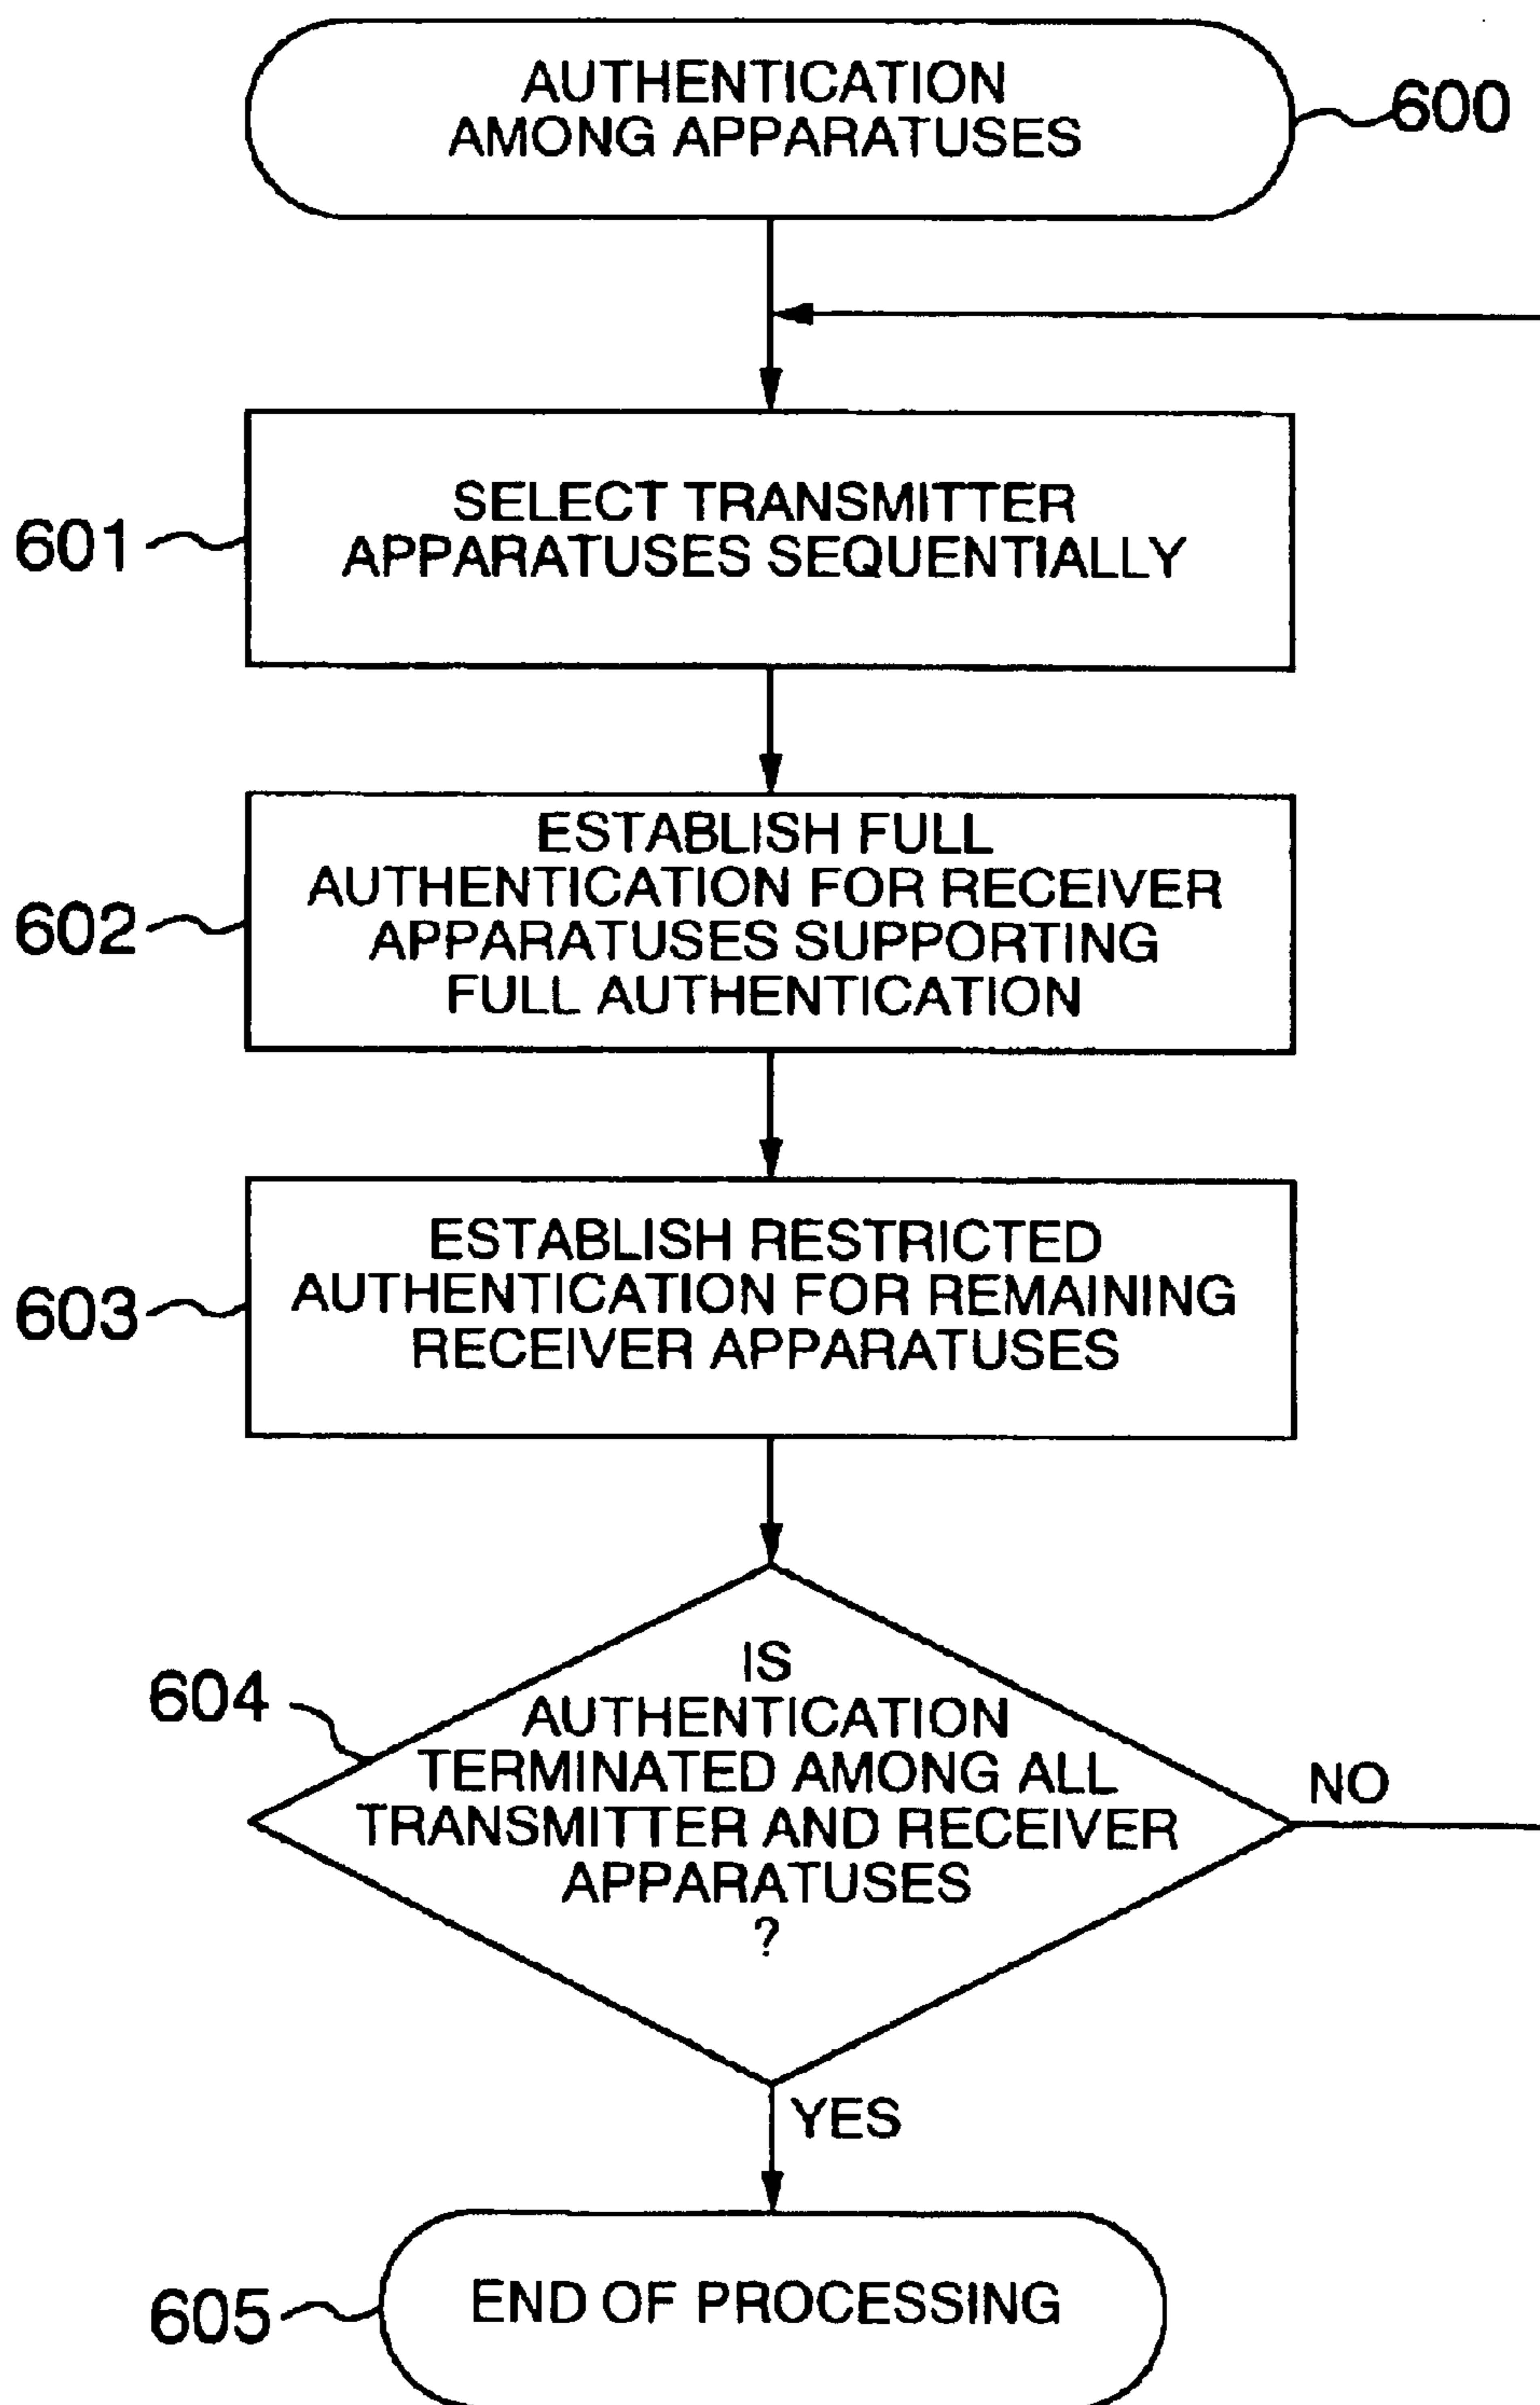 AUTHENTICATION
AMONG APPARATUSES
600
SELECT TRANSMITTER
APPARATUSES SEQUENTIALLY
601
ESTABLISH FULL
AUTHENTICATION FOR RECEIVER
APPARATUSES SUPPORTING
FULL AUTHENTICATION
602
ESTABLISH RESTRICTED
AUTHENTICATION FOR REMAINING
RECEIVER APPARATUSES
603
IS
AUTHENTICATION
TERMINATED AMONG ALL
TRANSMITTER AND RECEIVER
APPARATUSES
?
604
NO
YES
END OF PROCESSING
605